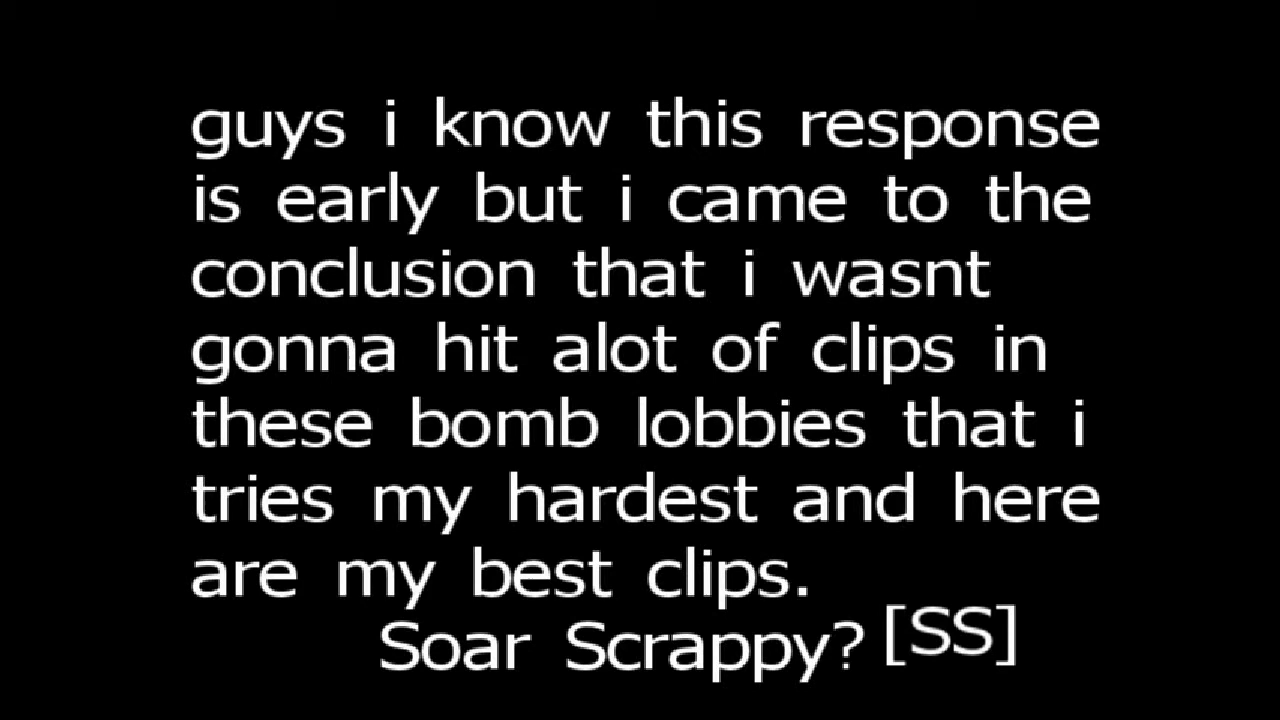 guys i know this response
is early but i came to the
conclusion that i wasnt
gonna hit alot of clips in
these bomb lobbies that i
tries my hardest and here
are my best clips.
Soar Scrappy? [SS]